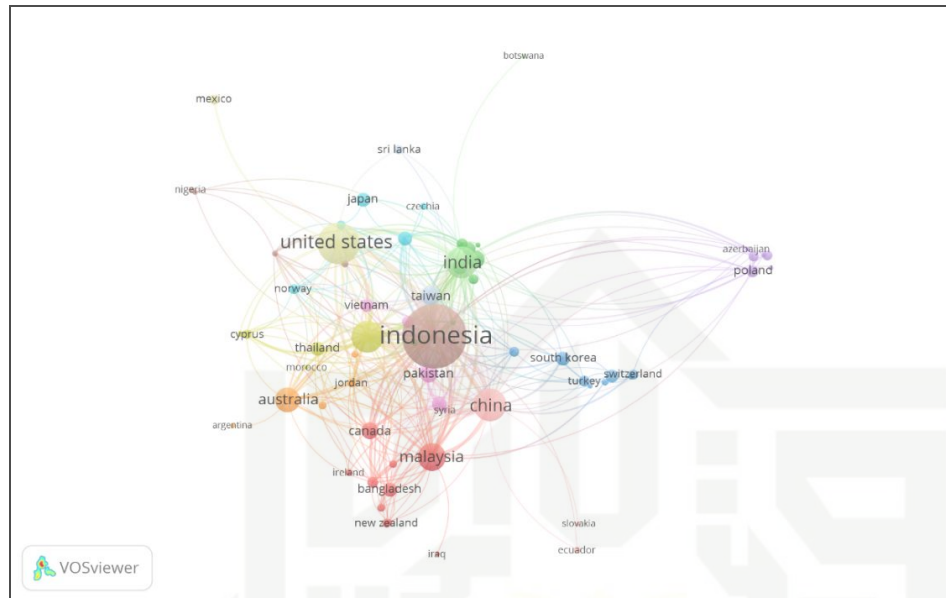 botswana
mexico
sri lanka
nigeria
japan
czechia
united states
azerbaijan
india
poland
taiwan
norway
vietnam
cyprus
indonesia
thailand
south korea
morocco
pakistan
switzerland
turkey
jordan
australia
china
syria
argentina
canada
malaysia
ireland
bangladesh
new zealand
slovakia
iraq
ecuador
VOSviewer